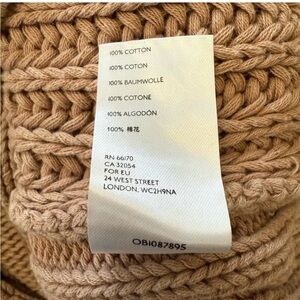 100% COTTON
100% COTON
100% BAUMWOLLE
100% COTONE
100% ALGODÓN
100% 棉花
RN 66170
CA 32054
FOR EU
24 WEST STREET
LONDON, WC2H9NA
OBI087895